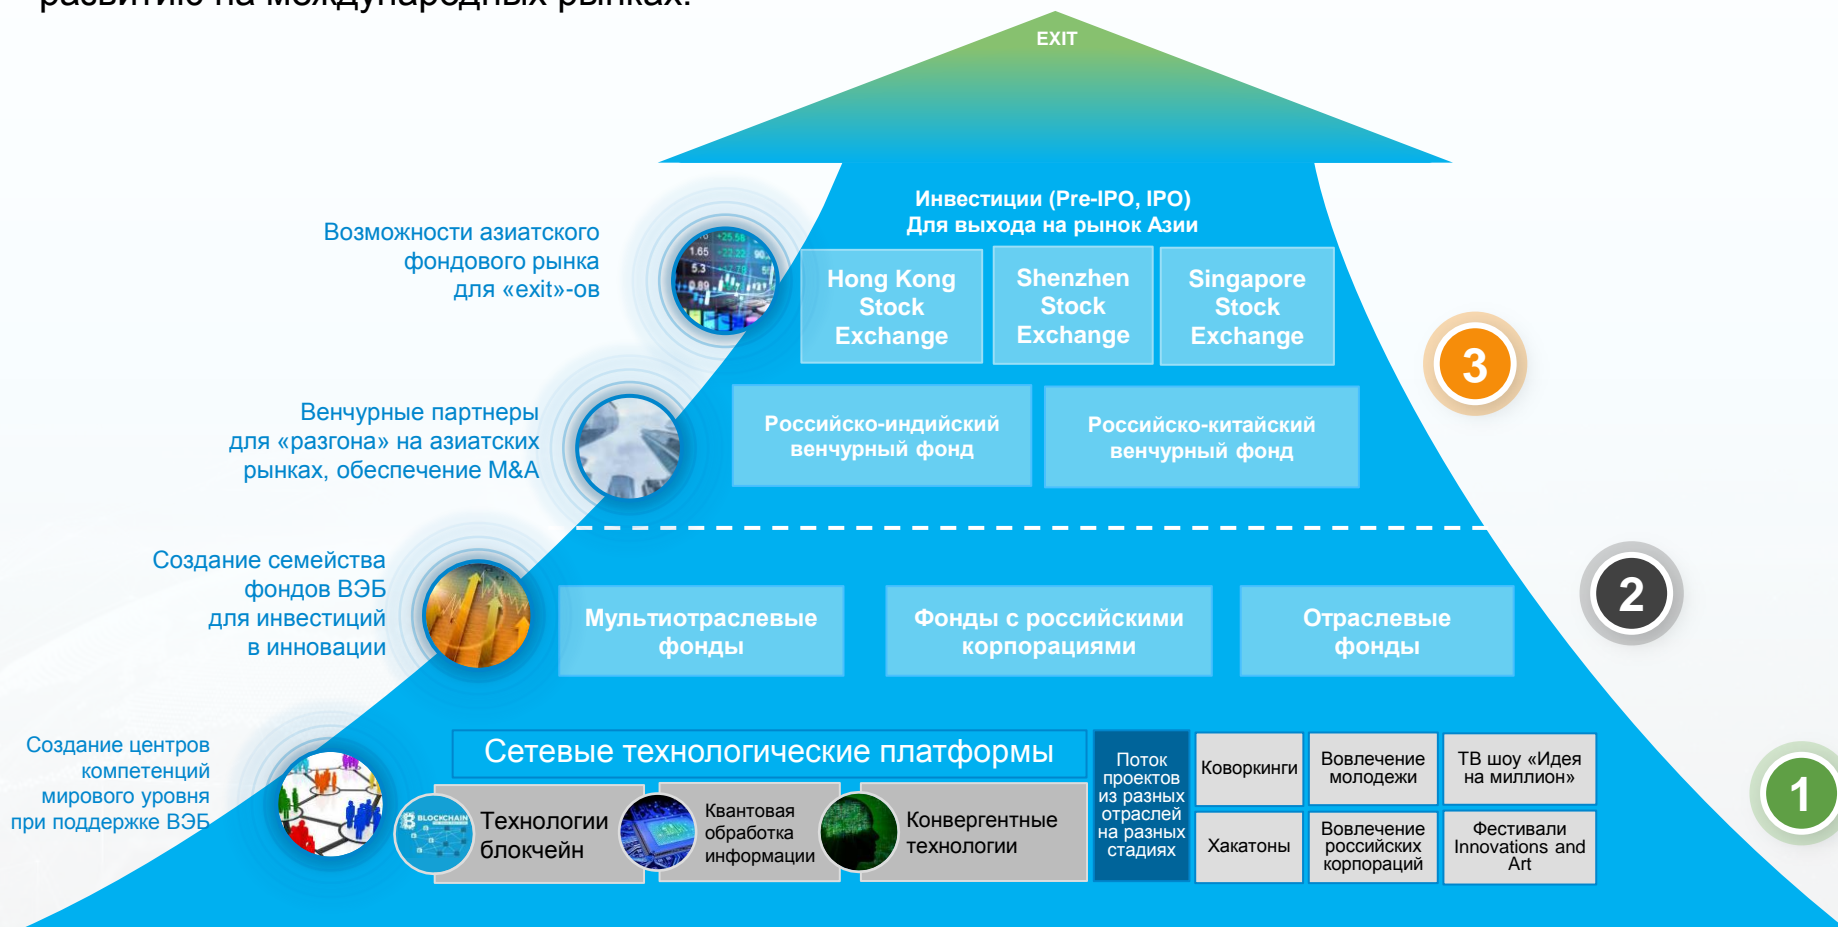 развитию на международных рынках.
EXIT
Инвестиции (Pre-IPO, IPO)
Для выхода на рынок Азии
Возможности азиатского
фондового рынка
для «exit»-ов
Hong Kong
Stock
Exchange
Shenzhen
Stock
Exchange
Singapore
Stock
Exchange
3
Венчурные партнеры
для «разгона» на азиатских
рынках, обеспечение M&A
Российско-индийский
венчурный фонд
Российско-китайский
венчурный фонд
Создание семейства
фондов ВЭБ
для инвестиций
в инновации
Мультиотраслевые
фонды
Фонды с российскими
корпорациями
Отраслевые
фонды
2
Создание центров
компетенций
мирового уровня
при поддержке ВЭБ
Сетевые технологические платформы
BLOCKCHAIN
Технологии
блокчейн
Квантовая
обработка
информации
Конвергентные
технологии
Поток
проектов
из разных
отраслей
на разных
стадиях
Коворкинги
Вовлечение
молодежи
ТВ шоу «Идея
на миллион»
Хакатоны
Вовлечение
российских
корпораций
Фестивали
Innovations and
Art
1